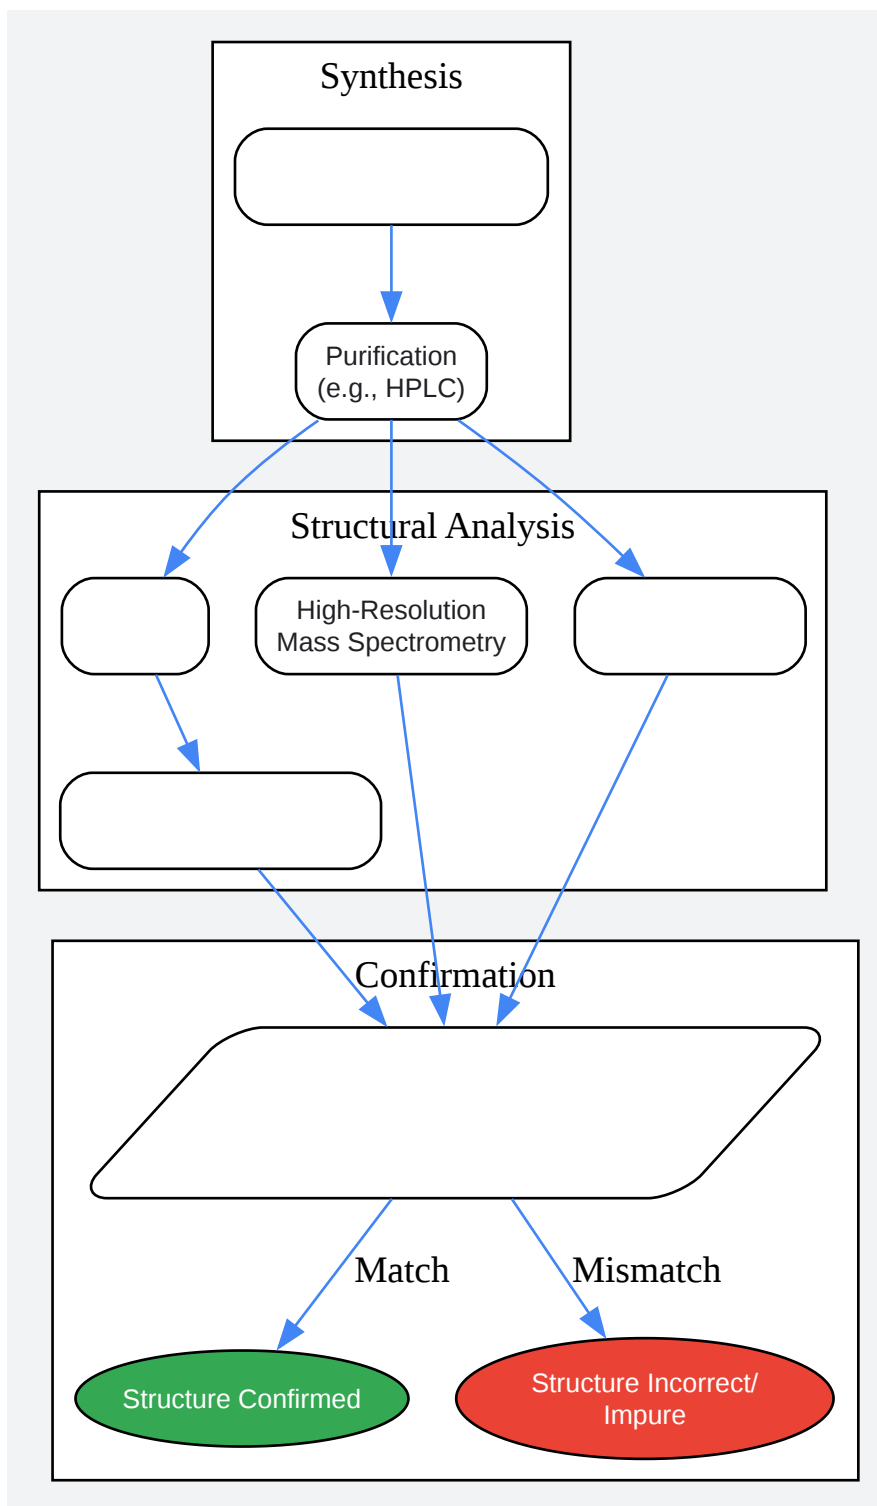 Synthesis
Purification
(e.g., HPLC)
Structural Analysis
High-Resolution
Mass Spectrometry
Confirmation
Match
Mismatch
Structure Confirmed
Structure Incorrect/
Impure